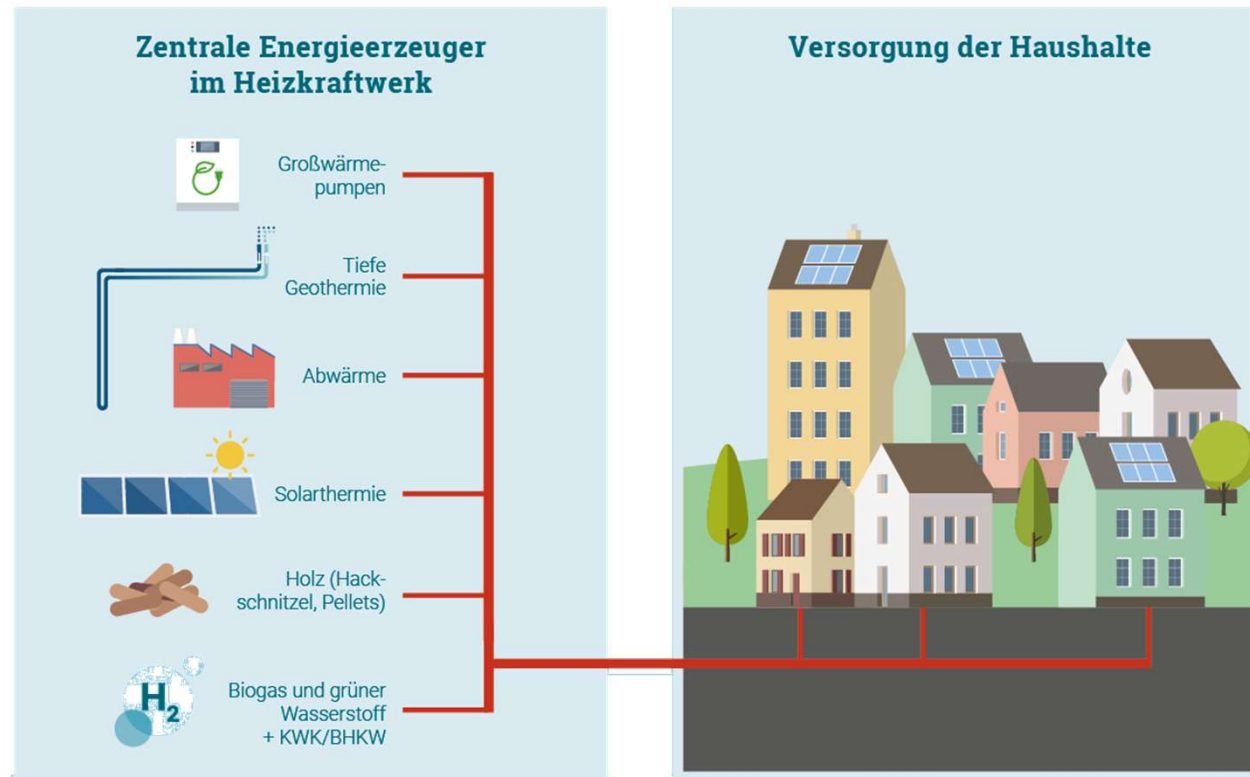 Zentrale Energieerzeuger
im Heizkraftwerk
Großwärme-
pumpen
Tiefe
Geothermie
Abwärme
Solarthermie
Holz (Hack-
schnitzel, Pellets)
H2
Biogas und grüner
Wasserstoff
+ KWK/BHKW
Versorgung der Haushalte